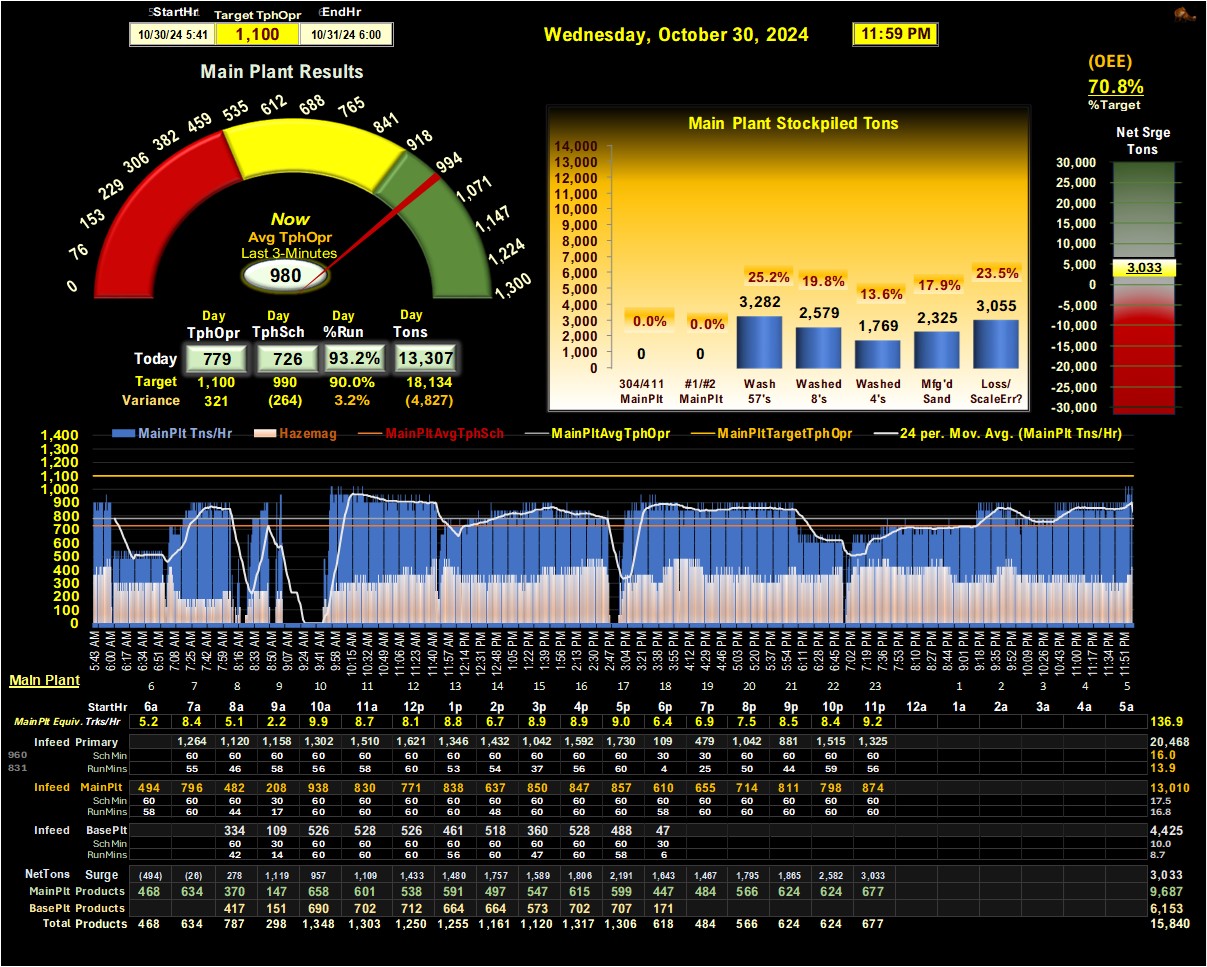 StartHr Target TphOpr EndHr
10/30/24 5:41 1,100 10/31/24 6:00
Wednesday, October 30, 2024 11:59 PM
(OEE)
70.8%
%Target
Main Plant Results
0 76 153 229 306 382 459 535 612 688 765 841 918 994 1,071 1,147 1,224 1,300
Now
Avg TphOpr
Last 3-Minutes
980
Day Day Day Day
TphOpr TphSch %Run Tons
Today 779 726 93.2% 13,307
Target 1,100 990 90.0% 18,134
Variance 321 (264) 3.2% (4,827)
Main Plant Stockpiled Tons
14,000
13,000
12,000
11,000
10,000
9,000
8,000
7,000
6,000
5,000
4,000
3,000
2,000
1,000
0
0.0% 0.0% 25.2% 19.8% 13.6% 17.9% 23.5%
0 0 3,282 2,579 1,769 2,325 3,055
304/411 #1/#2 Wash Washed Washed Mfg'd Loss/
MainPlt MainPlt 57's 8's 4's Sand ScaleErr?
Net Srge
Tons
30,000
25,000
20,000
15,000
10,000
5,000
0
-5,000
-10,000
-15,000
-20,000
-25,000
-30,000
3,033
MainPlt Tns/Hr Hazemag MainPltAvgTphSch MainPltAvgTphOpr MainPltTargetTphOpr 24 per. Mov. Avg. (MainPlt Tns/Hr)
1,400
1,300
1,200
1,100
1,000
900
800
700
600
500
400
300
200
100
0
5:43 AM 6:00 AM 6:17 AM 6:34 AM 6:51 AM 7:08 AM 7:25 AM 7:42 AM 7:59 AM 8:16 AM 8:33 AM 8:50 AM 9:07 AM 9:24 AM 9:41 AM 9:58 AM 10:15 AM 10:32 AM 10:49 AM 11:06 AM 11:23 AM 11:40 AM 11:57 AM 12:14 PM 12:31 PM 12:48 PM 1:05 PM 1:22 PM 1:39 PM 1:56 PM 2:13 PM 2:30 PM 2:47 PM 3:04 PM 3:21 PM 3:38 PM 3:55 PM 4:12 PM 4:29 PM 4:46 PM 5:03 PM 5:20 PM 5:37 PM 5:54 PM 6:11 PM 6:28 PM 6:45 PM 7:02 PM 7:19 PM 7:36 PM 7:53 PM 8:10 PM 8:27 PM 8:44 PM 9:01 PM 9:18 PM 9:35 PM 9:52 PM 10:09 PM 10:26 PM 10:43 PM 11:00 PM 11:17 PM 11:34 PM 11:51 PM
Main Plant
6 7 8 9 10 11 12 13 14 15 16 17 18 19 20 21 22 23 1 2 3 4 5
StartHr 6a 7a 8a 9a 10a 11a 12p 1p 2p 3p 4p 5p 6p 7p 8p 9p 10p 11p 12a 1a 2a 3a 4a 5a
MainPlt Equiv. Trks/Hr 5.2 8.4 5.1 2.2 9.9 8.7 8.1 8.8 6.7 8.9 8.9 9.0 6.4 6.9 7.5 8.5 8.4 9.2 136.9
Infeed Primary 1,264 1,120 1,158 1,302 1,510 1,621 1,346 1,432 1,042 1,592 1,730 109 479 1,042 881 1,515 1,325 20,468
960 SchMin 60 60 60 60 60 60 60 60 60 60 60 30 30 60 60 60 60 16.0
831 RunMins 55 46 58 56 58 60 53 54 37 56 60 4 25 50 44 59 56 13.9
Infeed MainPlt 494 796 482 208 938 830 771 838 637 850 847 857 610 655 714 811 798 874 13,010
SchMin 60 60 60 30 60 60 60 60 60 60 60 60 60 60 60 60 60 60 17.5
RunMins 58 60 44 17 60 60 60 60 48 60 60 60 58 60 60 60 60 60 16.8
Infeed BasePlt 334 109 526 528 526 461 518 360 528 488 47 4,425
SchMin 60 30 60 60 60 60 60 60 60 60 30 10.0
RunMins 42 14 60 60 60 56 60 47 60 58 6 8.7
NetTons Surge (494) (26) 278 1,119 957 1,109 1,433 1,480 1,757 1,589 1,806 2,191 1,643 1,467 1,795 1,865 2,582 3,033 3,033
MainPlt Products 468 634 370 147 658 601 538 591 497 547 615 599 447 484 566 624 624 677 9,687
BasePlt Products 417 151 690 702 712 664 664 573 702 707 171 6,153
Total Products 468 634 787 298 1,348 1,303 1,250 1,255 1,161 1,120 1,317 1,306 618 484 566 624 624 677 15,840